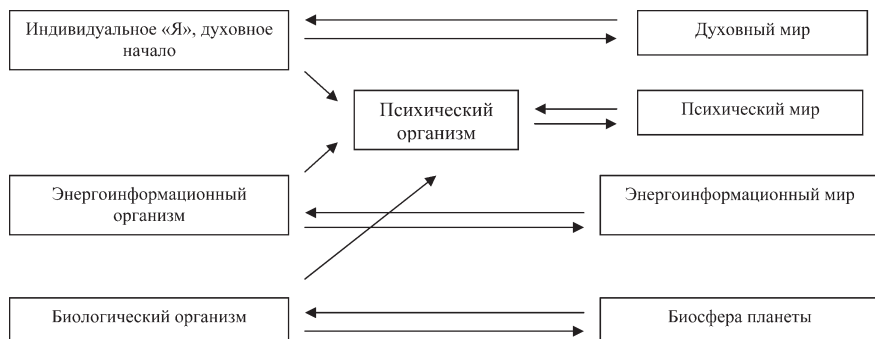 Индивидуальное «Я», духовное
начало
Духовный мир
Психический
организм
Психический мир
Энергоинформационный
организм
Энергоинформационный мир
Биологический организм
Биосфера планеты